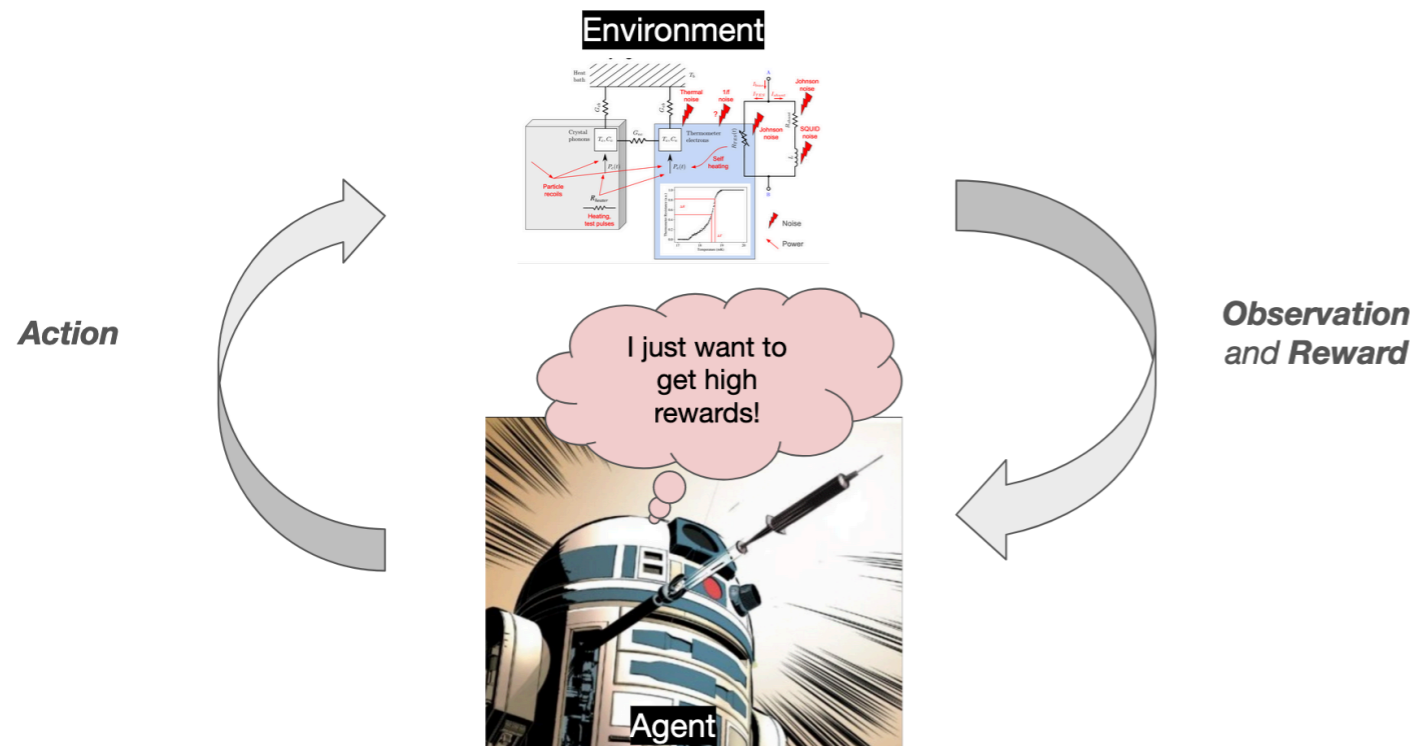 Environment
Heat
bath
Thermal
noise
1/f
noise
?
Johnson
noise
Crystal
phonons
Thermometer
electrons
Johnson
noise
SQUID
noise
Self
heating
Particle
recoils
Heating,
test pulses
Noise
Power
Action
Observation
and Reward
I just want to
get high
rewards!
Agent